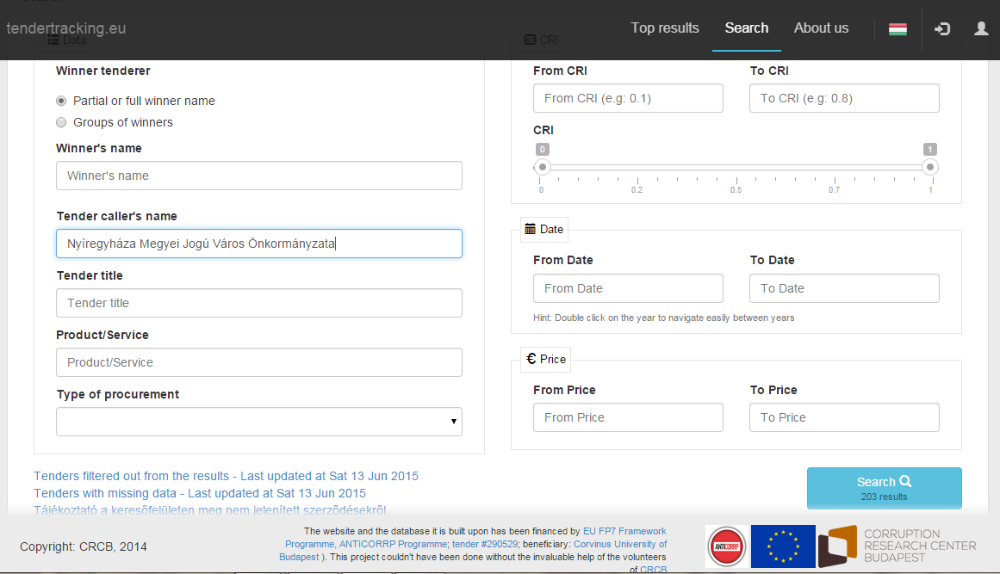 tendertracking.eu
Top results
Search
About us
Data
CRI
Winner tenderer
Partial or full winner name
Groups of winners
Winner's name
Winner's name
Tender caller's name
Nyíregyháza Megyei Jogú Város Önkormányzata
Tender title
Tender title
Product/Service
Product/Service
Type of procurement
From CRI
To CRI
From CRI (e.g: 0.1)
To CRI (e.g: 0.8)
CRI
0 1
0 0.2 0.5 0.7 1
Date
From Date
To Date
From Date
To Date
Hint: Double click on the year to navigate easily between years
€ Price
From Price
To Price
From Price
To Price
Tenders filtered out from the results - Last updated at Sat 13 Jun 2015
Tenders with missing data - Last updated at Sat 13 Jun 2015
Tájékoztató a keresőfelületen meg nem jelenített szerződésekről.
Search
203 results
Copyright: CRCB, 2014
The website and the database it is built upon has been financed by EU FP7 Framework
Programme, ANTICORRP Programme; tender #290529; beneficiary: Corvinus University of
Budapest ). This project couldn't have been done without the invaluable help of the volunteers
of CRCB
ANTICORRP
CORRUPTION
RESEARCH CENTER
BUDAPEST